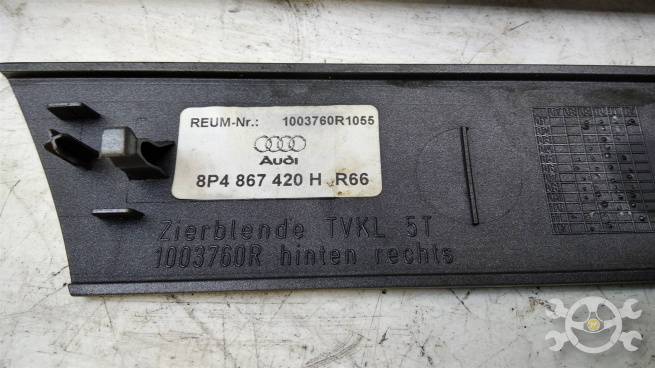 REUM-Nr.: 1003760R1055
Audi
8P4 867 420 H R66
Zierblende TVKL 5T
1003760R hinten rechts